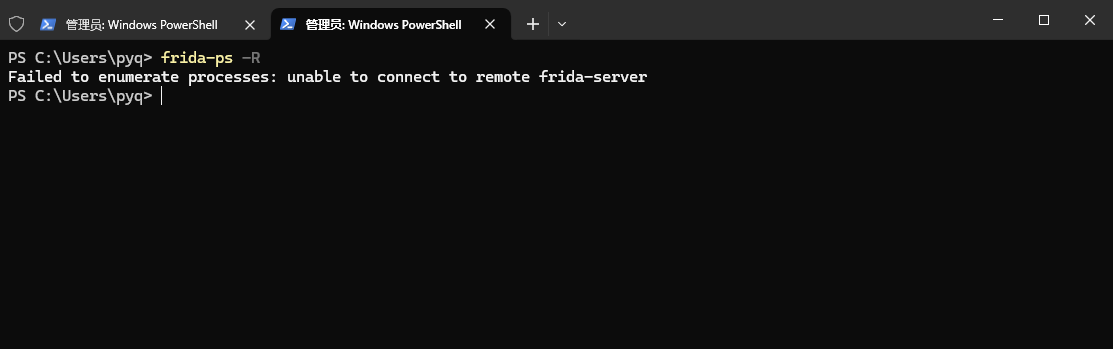 管理员: Windows PowerShell 管理员: Windows PowerShell
PS C:\Users\pyq> frida-ps -R
Failed to enumerate processes: unable to connect to remote frida-server
PS C:\Users\pyq>